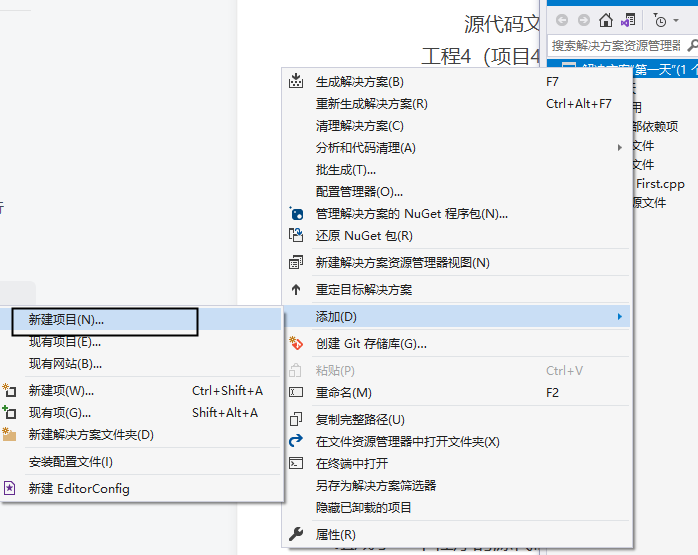 源代码文
工程4（项目4
搜索解决方案资源管理器
解决方案"第一天"(1 个
生成解决方案(B) F7
重新生成解决方案(R) Ctrl+Alt+F7
清理解决方案(C)
分析和代码清理(A)
批生成(T)...
配置管理器(O)...
管理解决方案的 NuGet 程序包(N)...
还原 NuGet 包(R)
新建解决方案资源管理器视图(N)
重定目标解决方案
添加(D)
创建 Git 存储库(G)...
粘贴(P) Ctrl+V
重命名(M) F2
复制完整路径(U)
在文件资源管理器中打开文件夹(X)
在终端中打开
另存为解决方案筛选器
隐藏已卸载的项目
属性(R)
用
部依赖项
文件
文件
First.cpp
源文件
新建项目(N)...
现有项目(E)...
现有网站(B)...
新建项(W)... Ctrl+Shift+A
现有项(G)... Shift+Alt+A
新建解决方案文件夹(D)
安装配置文件(I)
新建 EditorConfig